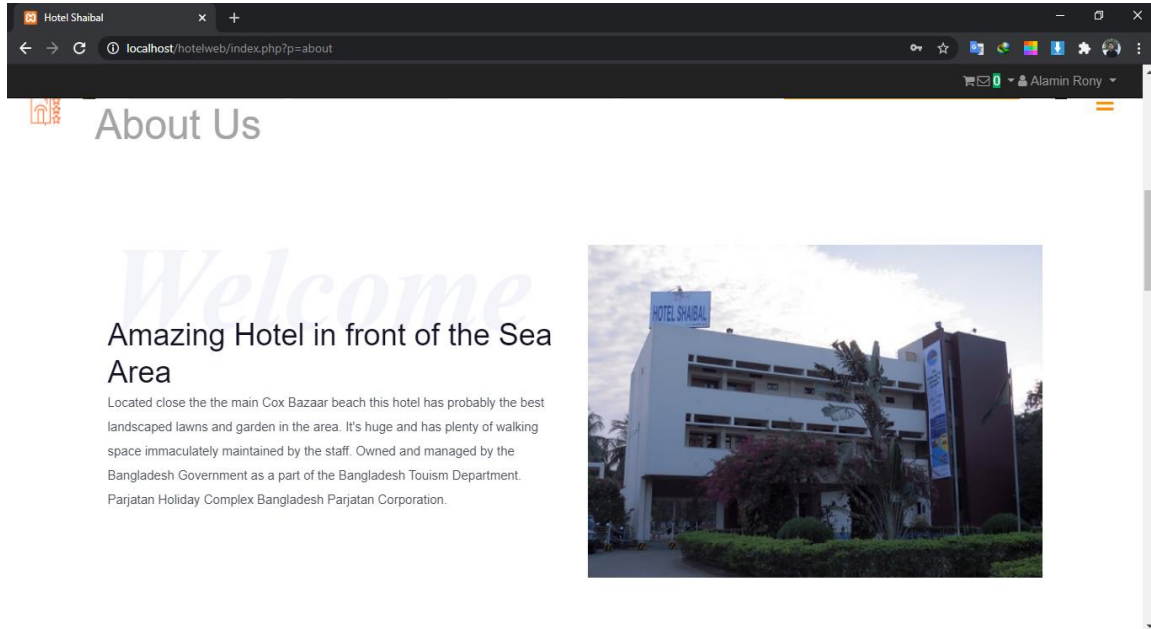 Hotel Shaibal
localhost/hotelweb/index.php?p=about
0 Alamin Rony
About Us
Welcome
Amazing Hotel in front of the Sea
Area
Located close the the main Cox Bazaar beach this hotel has probably the best
landscaped lawns and garden in the area. It's huge and has plenty of walking
space immaculately maintained by the staff. Owned and managed by the
Bangladesh Government as a part of the Bangladesh Touism Department.
Parjatan Holiday Complex Bangladesh Parjatan Corporation.
HOTEL SHAIBAL